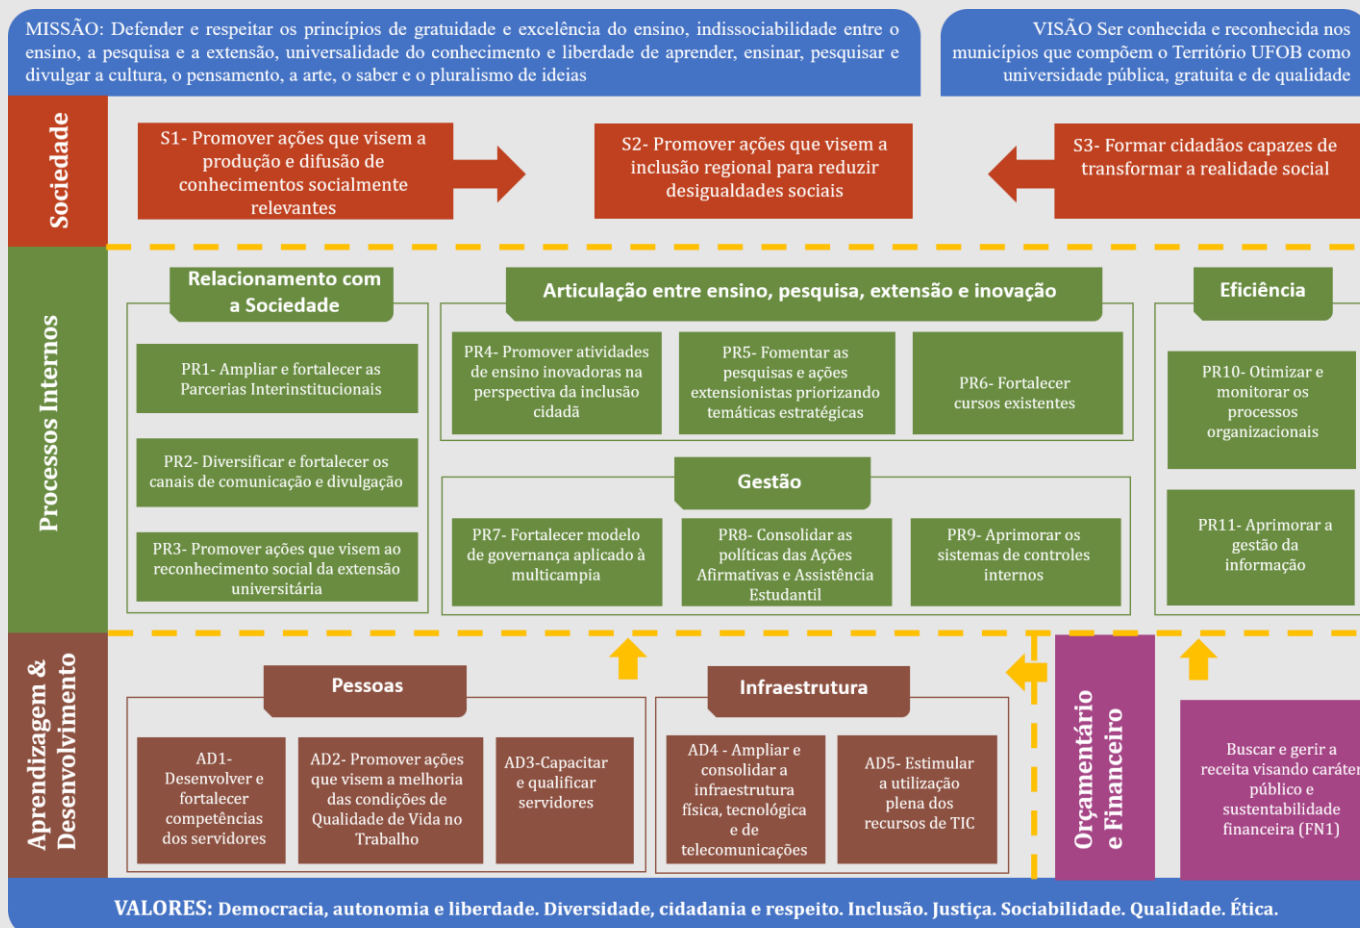 MISSÃO: Defender e respeitar os princípios de gratuidade e excelência do ensino, indissociabilidade entre o
ensino, a pesquisa e a extensão, universalidade do conhecimento e liberdade de aprender, ensinar, pesquisar e
divulgar a cultura, o pensamento, a arte, o saber e o pluralismo de ideias
VISÃO Ser conhecida e reconhecida nos
municípios que compõem o Território UFOB como
universidade pública, gratuita e de qualidade
Sociedade
S1- Promover ações que visem a
produção e difusão de
conhecimentos socialmente
relevantes
S2- Promover ações que visem a
inclusão regional para reduzir
desigualdades sociais
S3- Formar cidadãos capazes de
transformar a realidade social
Processos Internos
Relacionamento com
a Sociedade
PR1- Ampliar e fortalecer as
Parcerias Interinstitucionais
PR2- Diversificar e fortalecer os
canais de comunicação e divulgação
PR3- Promover ações que visem ao
reconhecimento social da extensão
universitária
Articulação entre ensino, pesquisa, extensão e inovação
PR4- Promover atividades
de ensino inovadoras na
perspectiva da inclusão
cidadã
PR5- Fomentar as
pesquisas e ações
extensionistas priorizando
temáticas estratégicas
PR6- Fortalecer
cursos existentes
Gestão
PR7- Fortalecer modelo
de governança aplicado à
multicampia
PR8- Consolidar as
políticas das Ações
Afirmativas e Assistência
Estudantil
PR9- Aprimorar os
sistemas de controles
internos
Eficiência
PR10- Otimizar e
monitorar os
processos
organizacionais
PR11- Aprimorar a
gestão da
informação
Aprendizagem &
Desenvolvimento
Pessoas
AD1-
Desenvolver e
fortalecer
competências
dos servidores
AD2- Promover ações
que visem a melhoria
das condições de
Qualidade de Vida no
Trabalho
AD3-Capacitar
e qualificar
servidores
Infraestrutura
AD4 - Ampliar e
consolidar a
infraestrutura
física, tecnológica
e de
telecomunicações
AD5- Estimular
a utilização
plena dos
recursos de TIC
Orçamentário
e Financeiro
Buscar e gerir a
receita visando caráter
público e
sustentabilidade
financeira (FN1)
VALORES: Democracia, autonomia e liberdade. Diversidade, cidadania e respeito. Inclusão. Justiça. Sociabilidade. Qualidade. Ética.